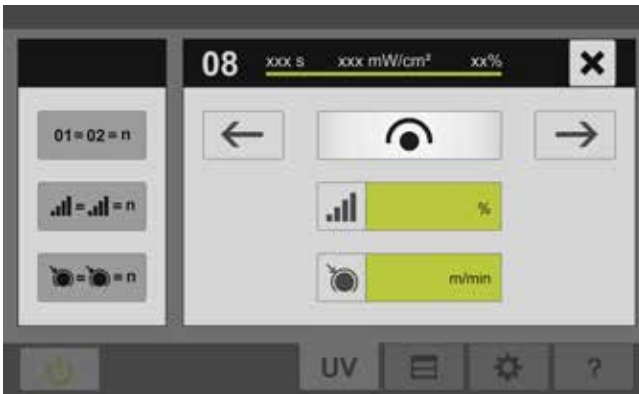 08 xxx s xxx mW/cm² xx%
01=02=n
=n
%
=n
m/min
UV
?